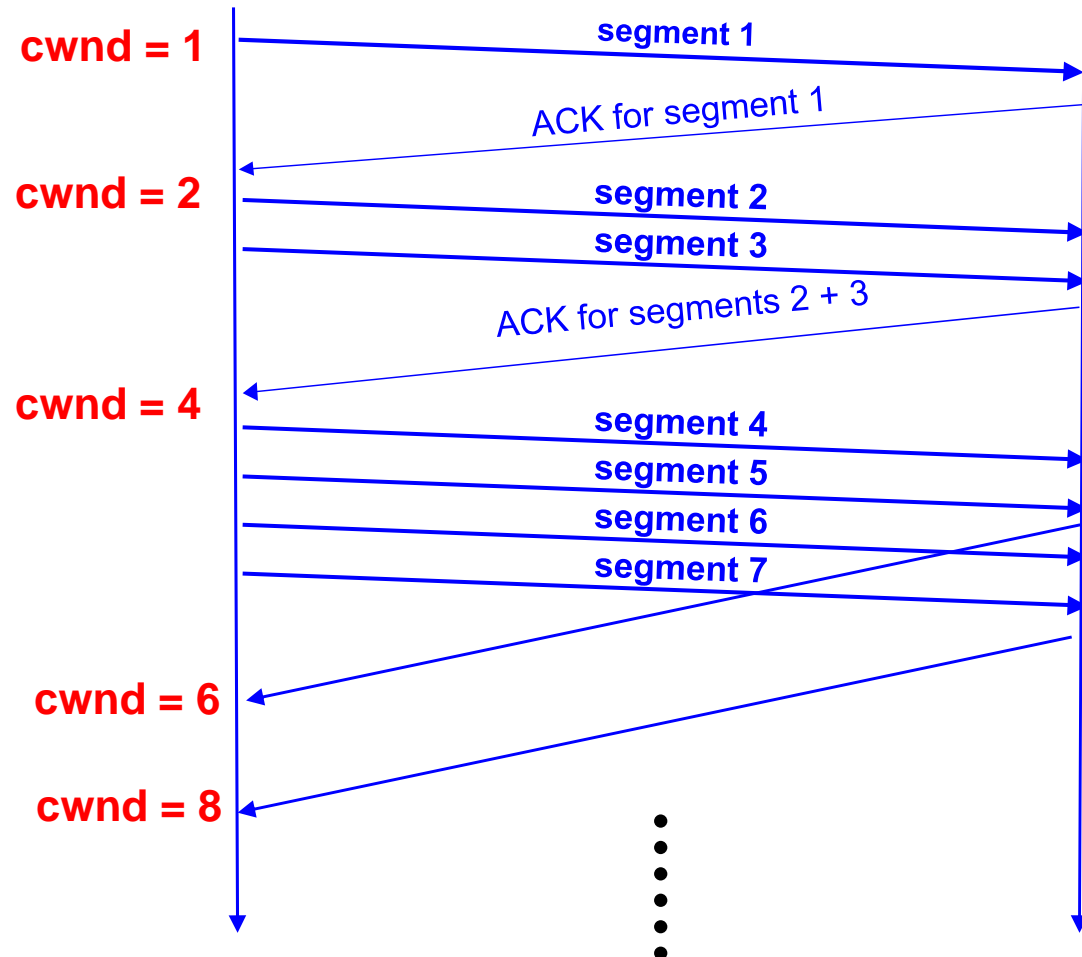 cwnd = 1
segment 1
ACK for segment 1
cwnd = 2
segment 2
segment 3
ACK for segments 2 + 3
cwnd = 4
segment 4
segment 5
segment 6
segment 7
cwnd = 6
cwnd = 8